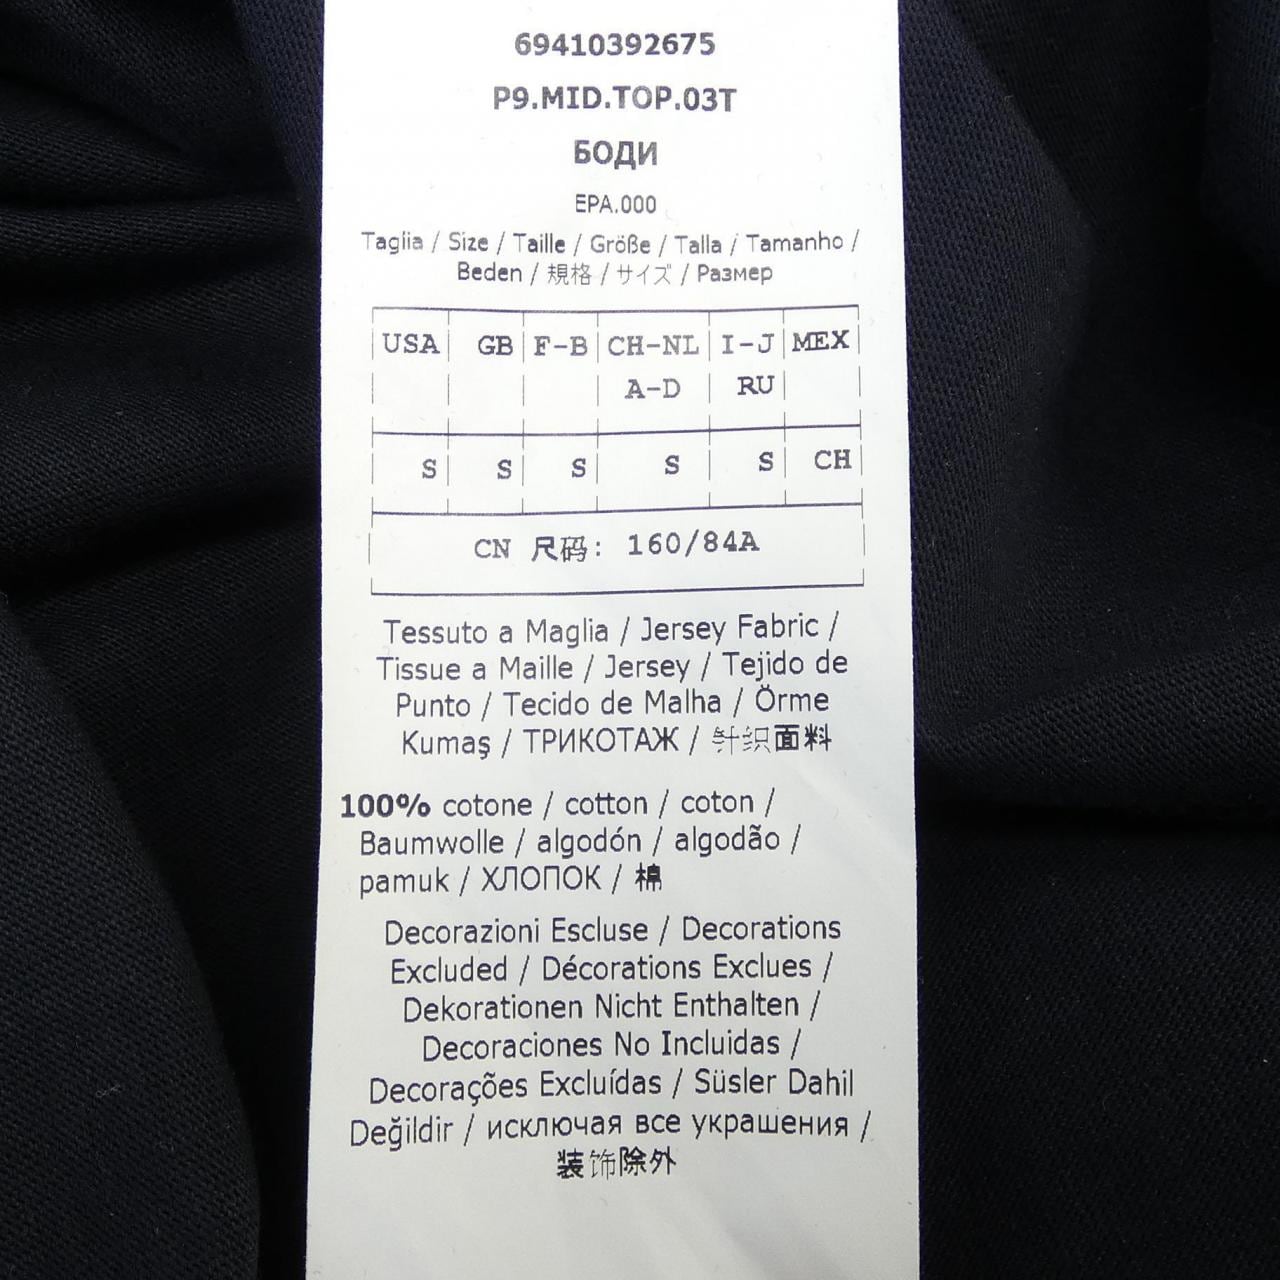 69410392675
P9.MID.TOP.03T
БОДИ
EPA.000
Taglia / Size / Taille / Größe / Talla / Tamanho /
Beden / 規格 / サイズ / Размер
USA GB F-B CH-NL I-J MEX
A-D RU
S S S S S CH
CN 尺码: 160/84A
Tessuto a Maglia / Jersey Fabric /
Tissue a Maille / Jersey / Tejido de
Punto / Tecido de Malha / Örme
Kumaş / ТРИКОТАЖ / 针织面料
100% cotone / cotton / coton /
Baumwolle / algodón / algodão /
pamuk / ХЛОПОК / 棉
Decorazioni Escluse / Decorations
Excluded / Décorations Exclues /
Dekorationen Nicht Enthalten /
Decoraciones No Incluidas /
Decorações Excluídas / Süsler Dahil
Değildir / исключая все украшения /
装饰除外